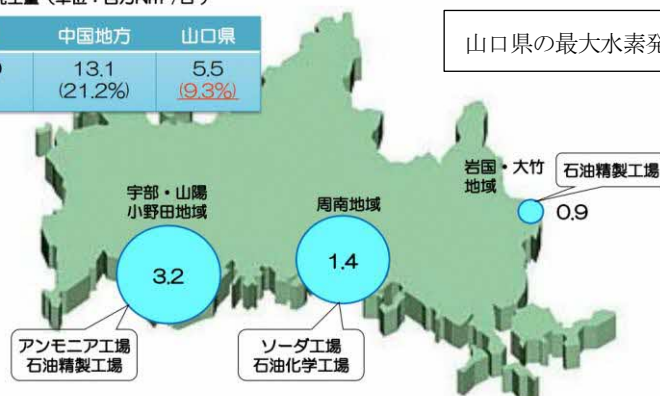 中国地方 山口県
13.1 5.5
(21.2%) (9.3%)
山口県の最大水素発
岩国・大竹
地域
石油精製工場
0.9
宇部・山陽
小野田地域
周南地域
3.2
1.4
アンモニア工場
石油精製工場
ソーダ工場
石油化学工場